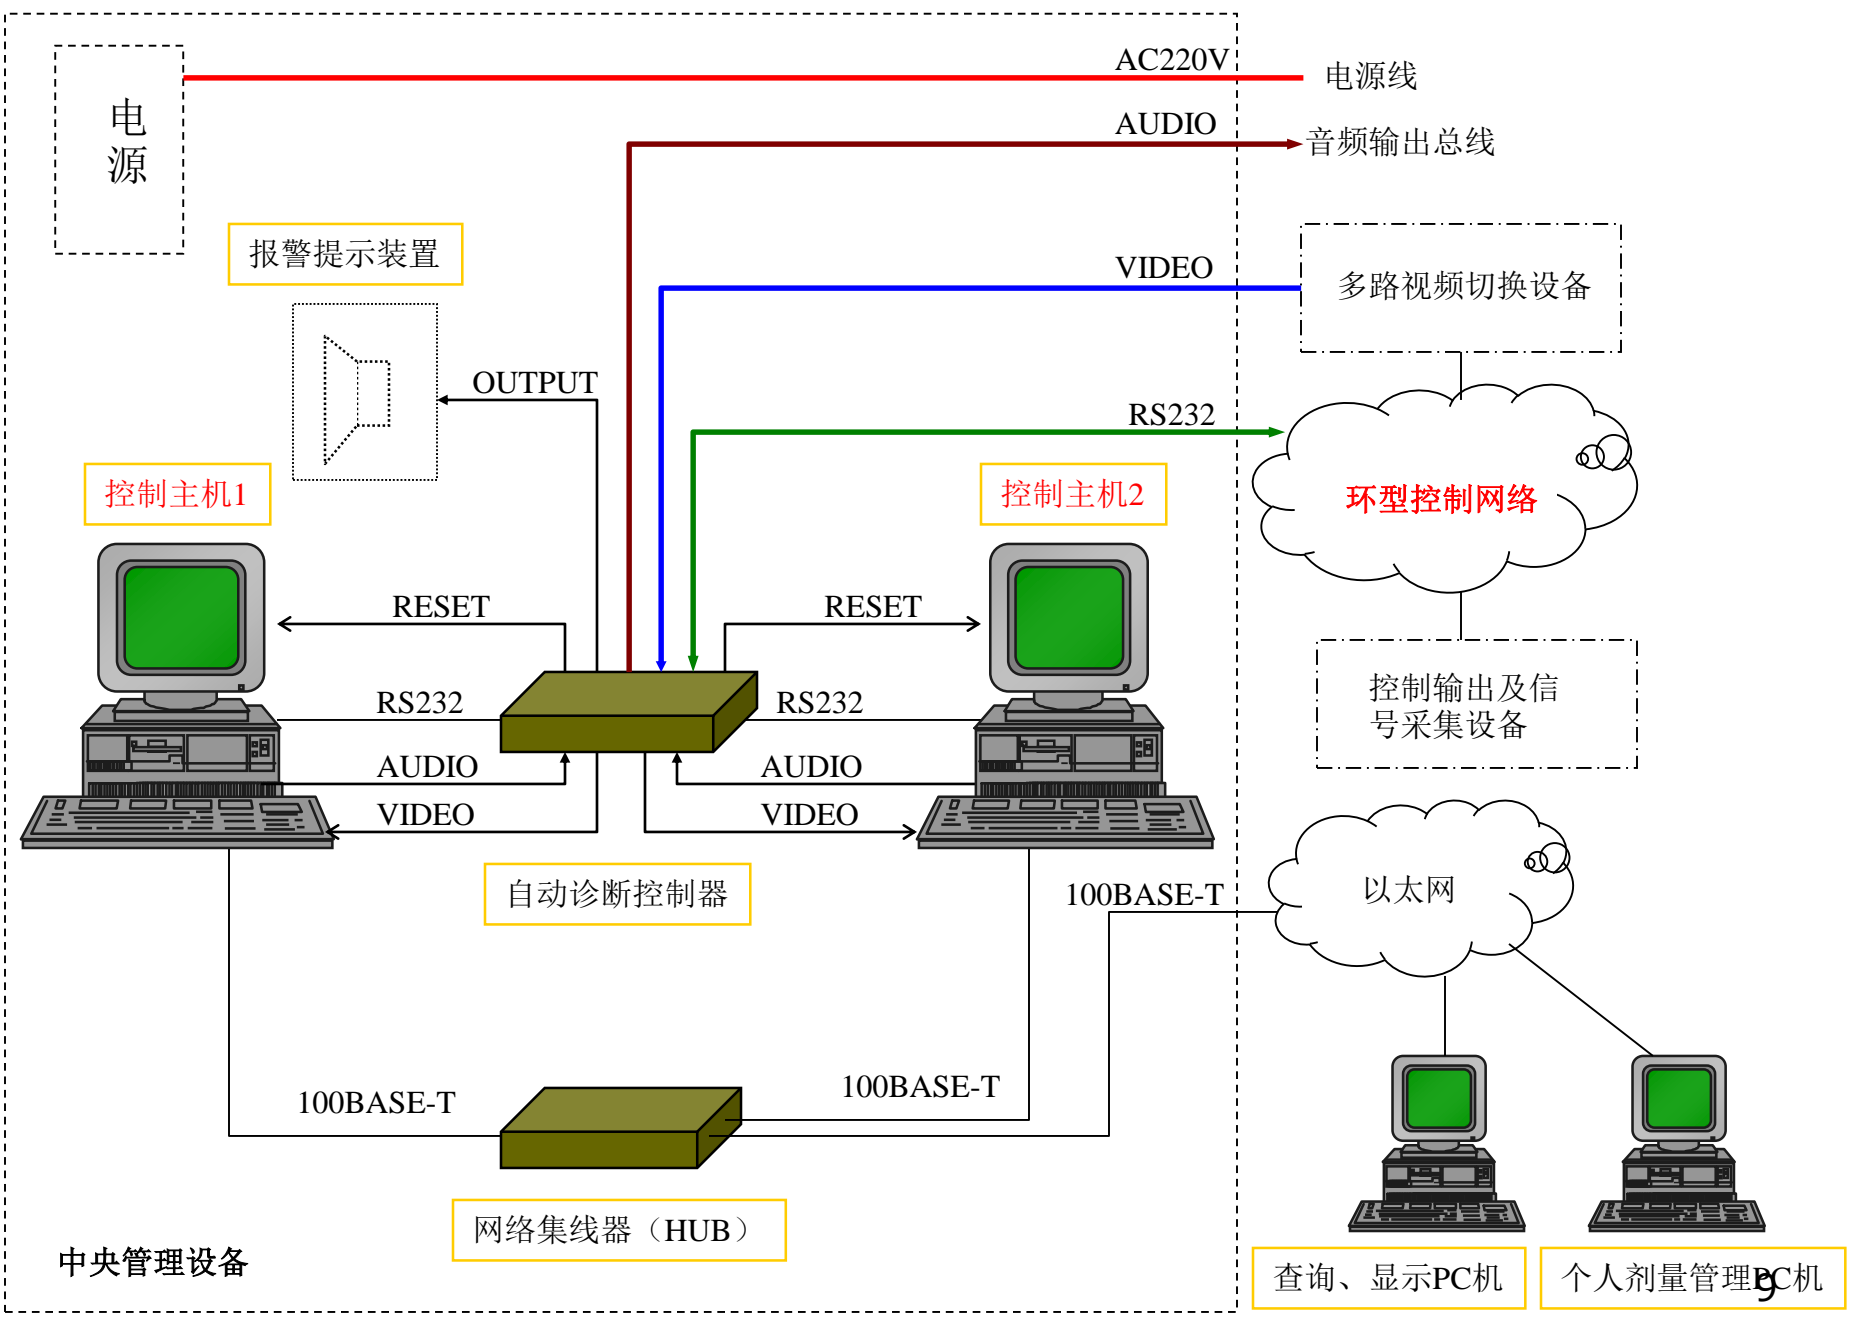 AC220V
电源线
电
源
AUDIO
音频输出总线
报警提示装置
VIDEO
多路视频切换设备
OUTPUT
RS232
控制主机1
控制主机2
环型控制网络
RESET
RESET
RS232
RS232
控制输出及信
号采集设备
AUDIO
AUDIO
VIDEO
VIDEO
自动诊断控制器
100BASE-T
以太网
100BASE-T
100BASE-T
网络集线器（HUB）
中央管理设备
查询、显示PC机
个人剂量管理PC机
9